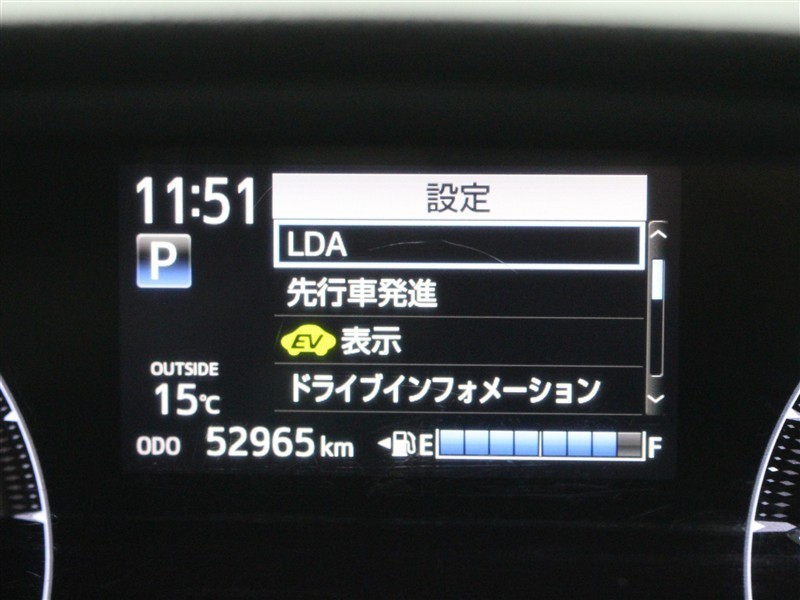 11:51
設定
P
LDA
先行車発進
EV 表示
ドライブインフォメーション
OUTSIDE
15℃
ODO 52965 km
E F